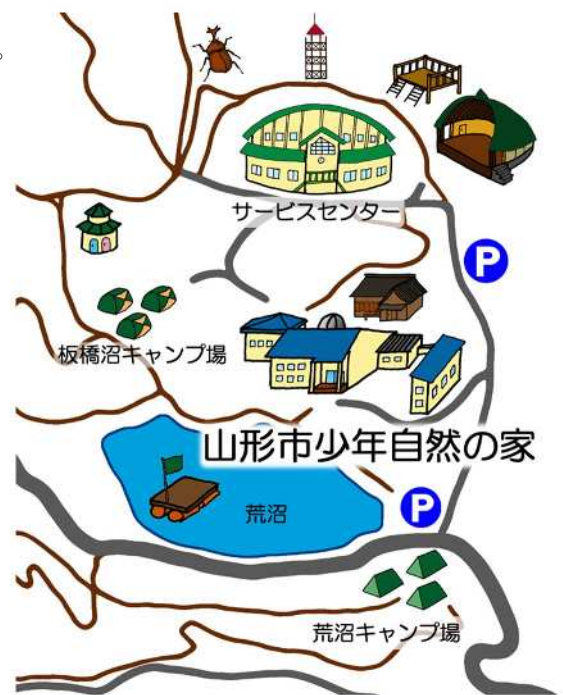 。
サービスセンター
P
板橋沼キャンプ場
山形市少年自然の家
荒沼
P
荒沼キャンプ場